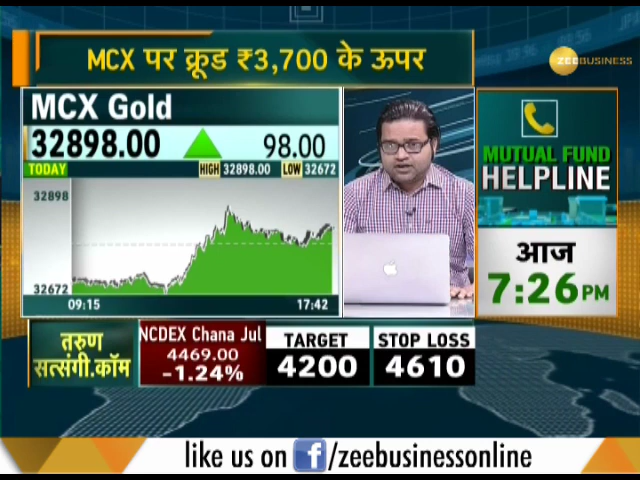 MCX पर क्रूड ₹3,700 के ऊपर
ZEEBUSINESS
MCX Gold
32898.00 98.00
TODAY HIGH 32898.00 LOW 32672
32898
32672
09:15 17:42
MUTUAL FUND
HELPLINE
आज
7:26 PM
तरुण
सत्संगी.कॉम
NCDEX Chana Jul
4469.00
-1.24%
TARGET
4200
STOP LOSS
4610
like us on f/zeebusinessonline